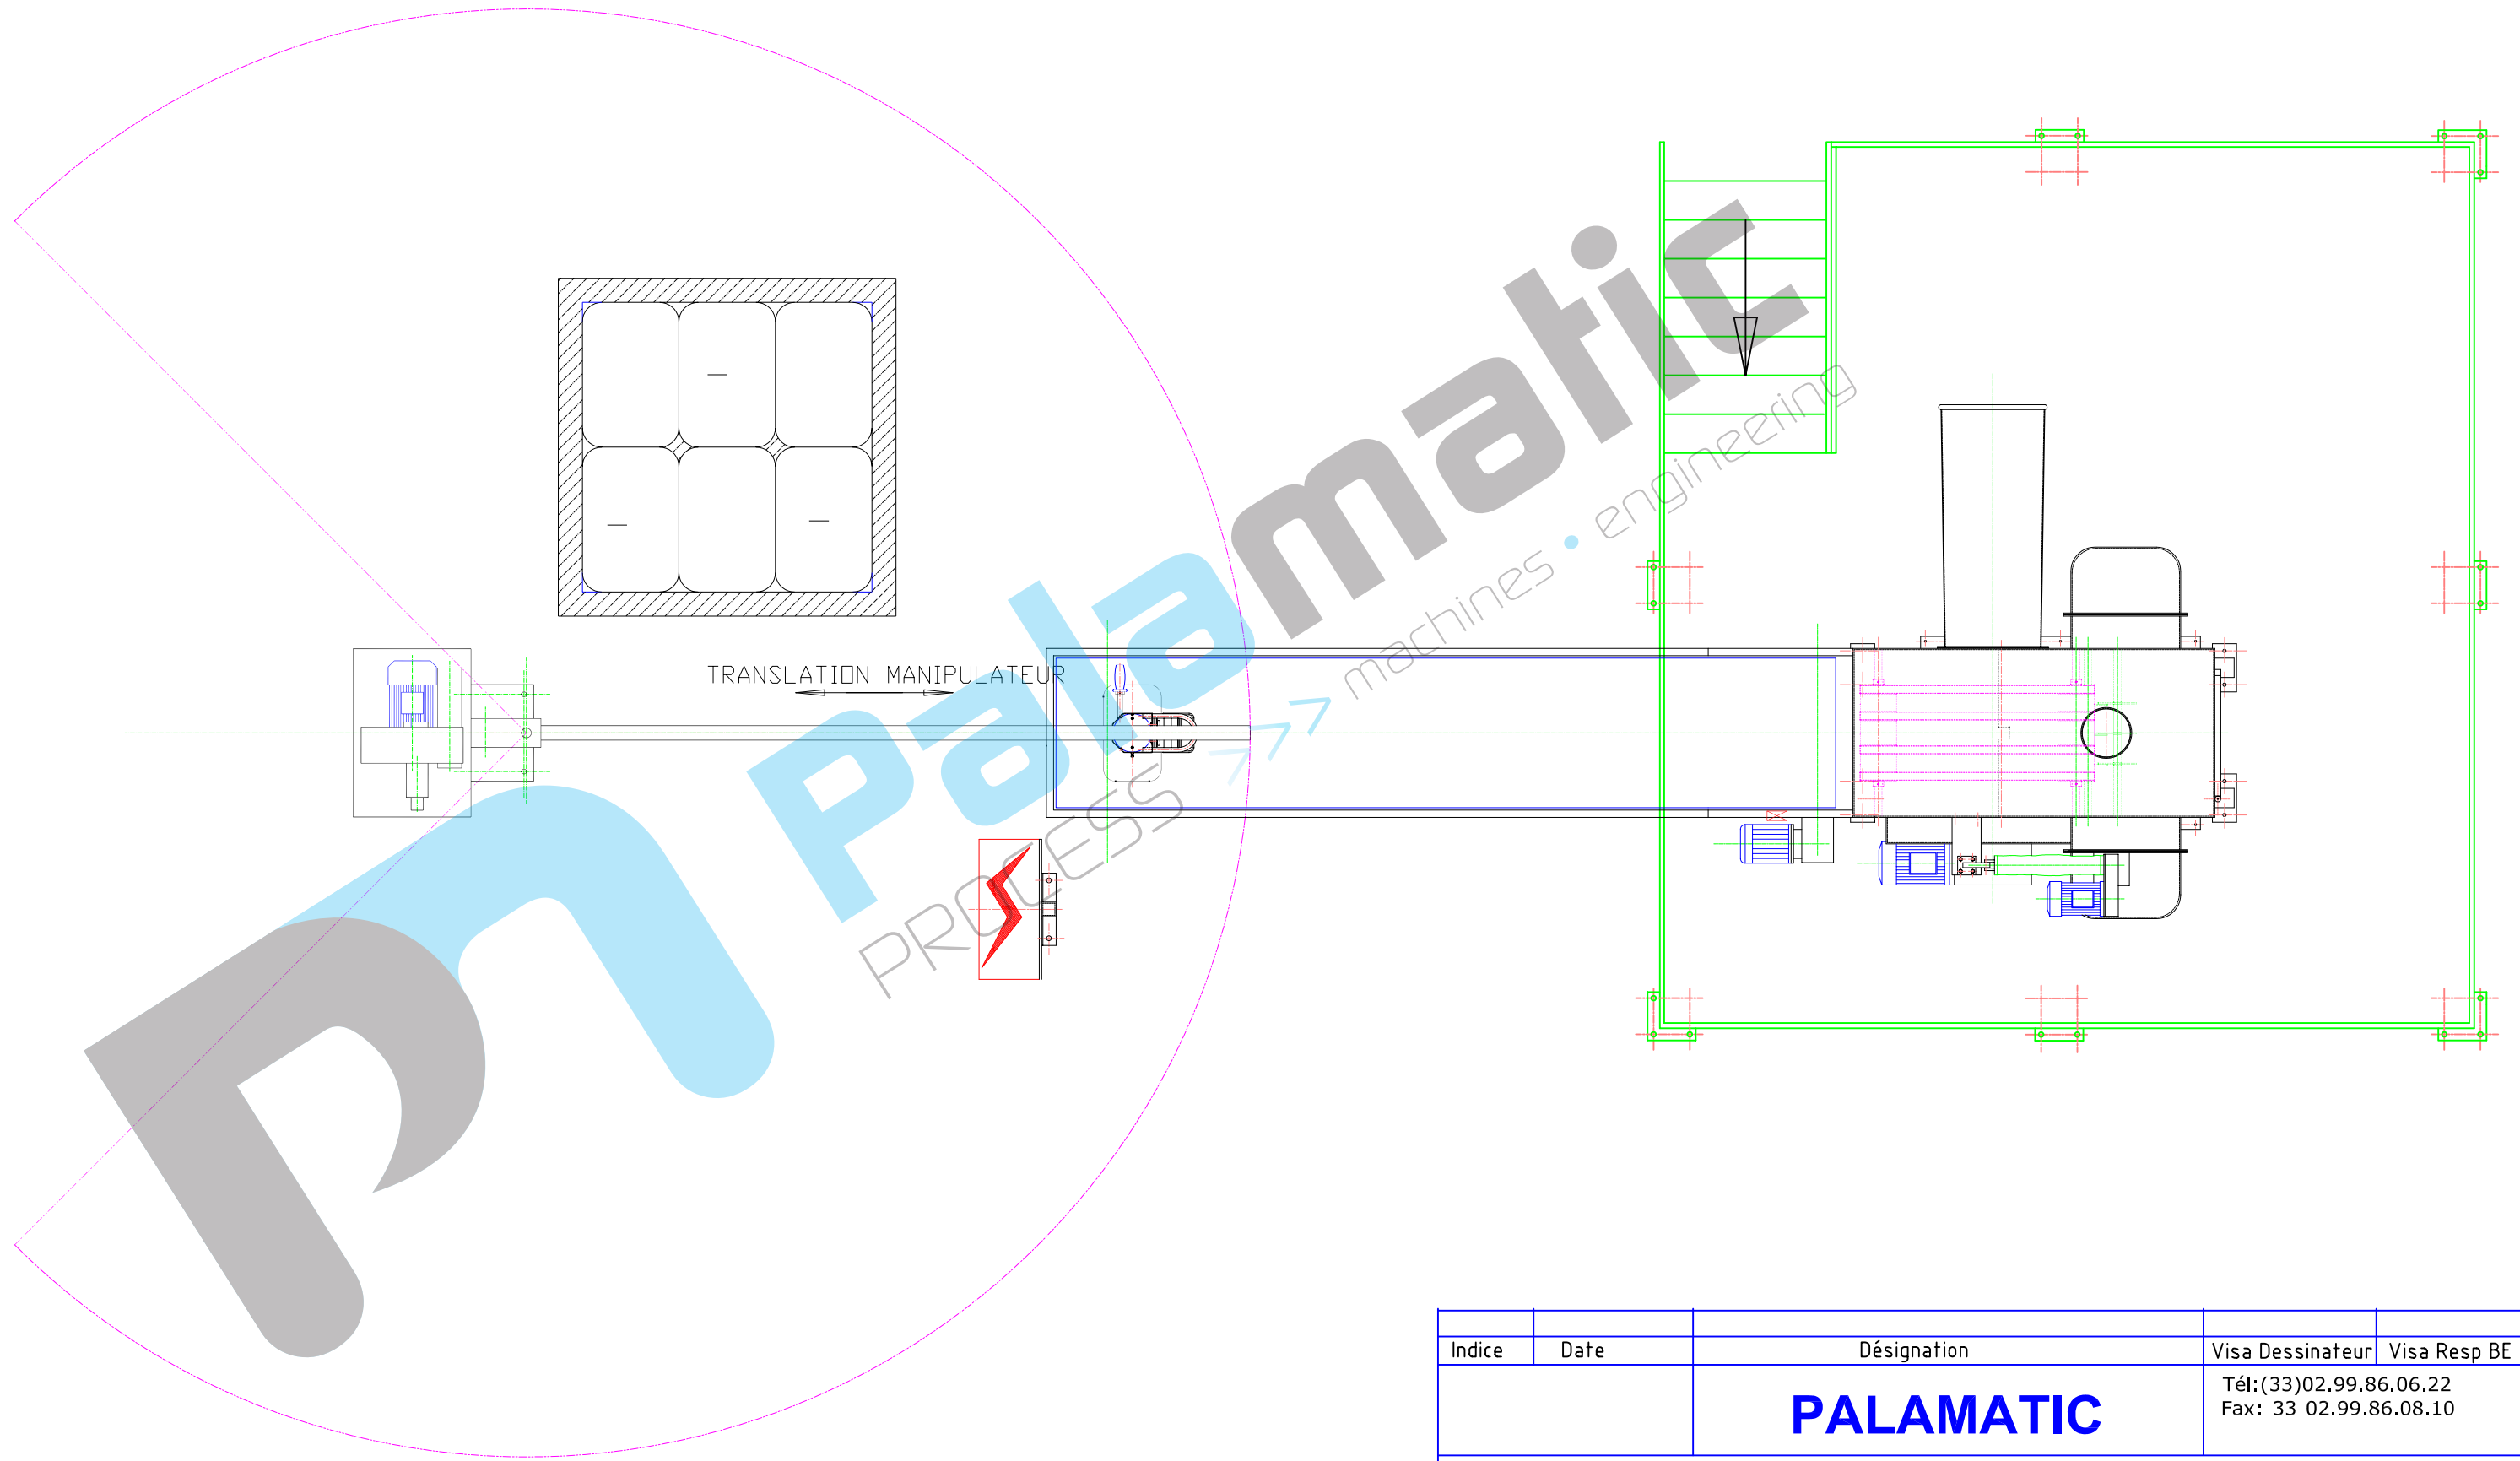 TRANSLATION MANIPULATEUR
Palamatic
PROCESS >>> machines • engineering
Indice Date Désignation Visa Dessinateur Visa Resp BE
PALAMATIC
Tél:(33)02.99.86.06.22
Fax: 33 02.99.86.08.10